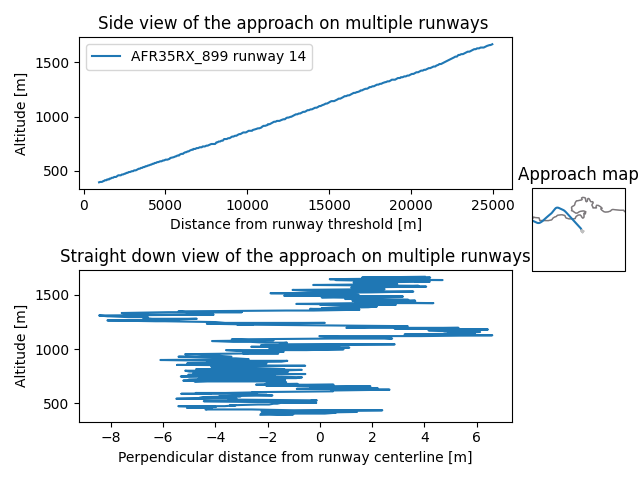 Side view of the approach on multiple runways
AFR35RX_899 runway 14
Altitude [m]
1500
1000
500
0
5000
10000
15000
20000
25000
Distance from runway threshold [m]
Approach map
Straight down view of the approach on multiple runways
Altitude [m]
1500
1000
500
−8
−6
−4
−2
0
2
4
6
Perpendicular distance from runway centerline [m]